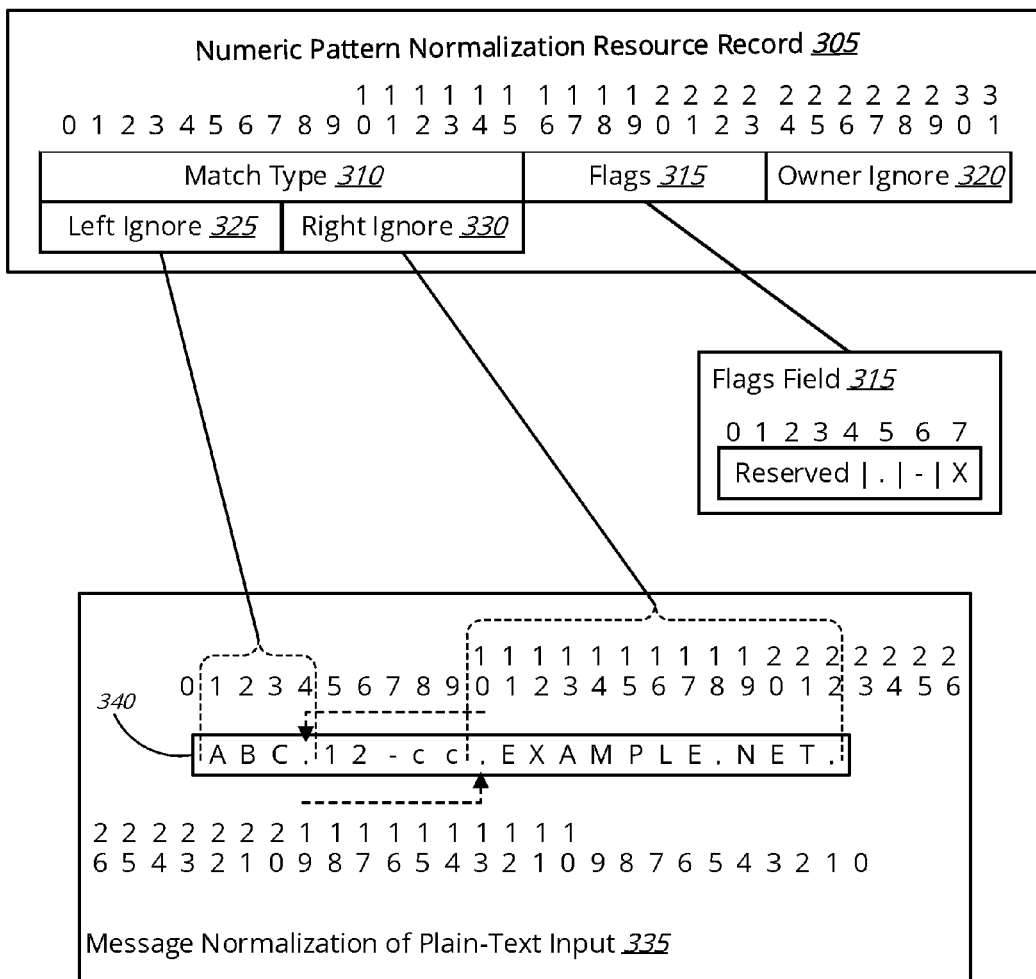 Numeric Pattern Normalization Resource Record 305
1 1 1 1 1 1 1 1 1 2 2 2 2 2 2 2 2 2 2 3 3
0 1 2 3 4 5 6 7 8 9 0 1 2 3 4 5 6 7 8 9 0 1 2 3 4 5 6 7 8 9 0 1
Match Type 310 Flags 315 Owner Ignore 320
Left Ignore 325 Right Ignore 330
Flags Field 315
0 1 2 3 4 5 6 7
Reserved | . | - | X
1 1 1 1 1 1 1 1 1 1 2 2 2 2 2 2 2
0 1 2 3 4 5 6 7 8 9 0 1 2 3 4 5 6 7 8 9 0 1 2 3 4 5 6
340
A B C . 1 2 - c c . E X A M P L E . N E T .
2 2 2 2 2 2 2 1 1 1 1 1 1 1 1 1 1
6 5 4 3 2 1 0 9 8 7 6 5 4 3 2 1 0 9 8 7 6 5 4 3 2 1 0
Message Normalization of Plain-Text Input 335